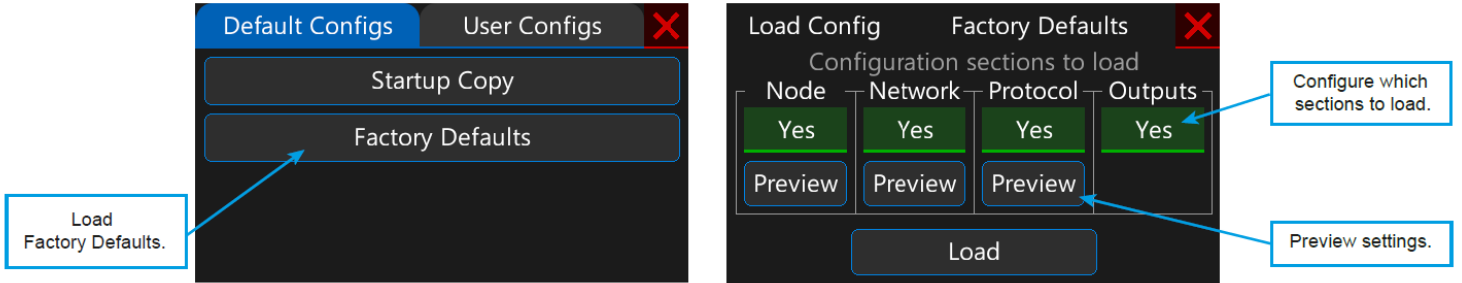 Default Configs User Configs
Startup Copy
Factory Defaults
Load
Factory Defaults.
Load Config Factory Defaults
Configuration sections to load
Node Network Protocol Outputs
Yes Yes Yes Yes
Preview Preview Preview
Load
Configure which
sections to load.
Preview settings.